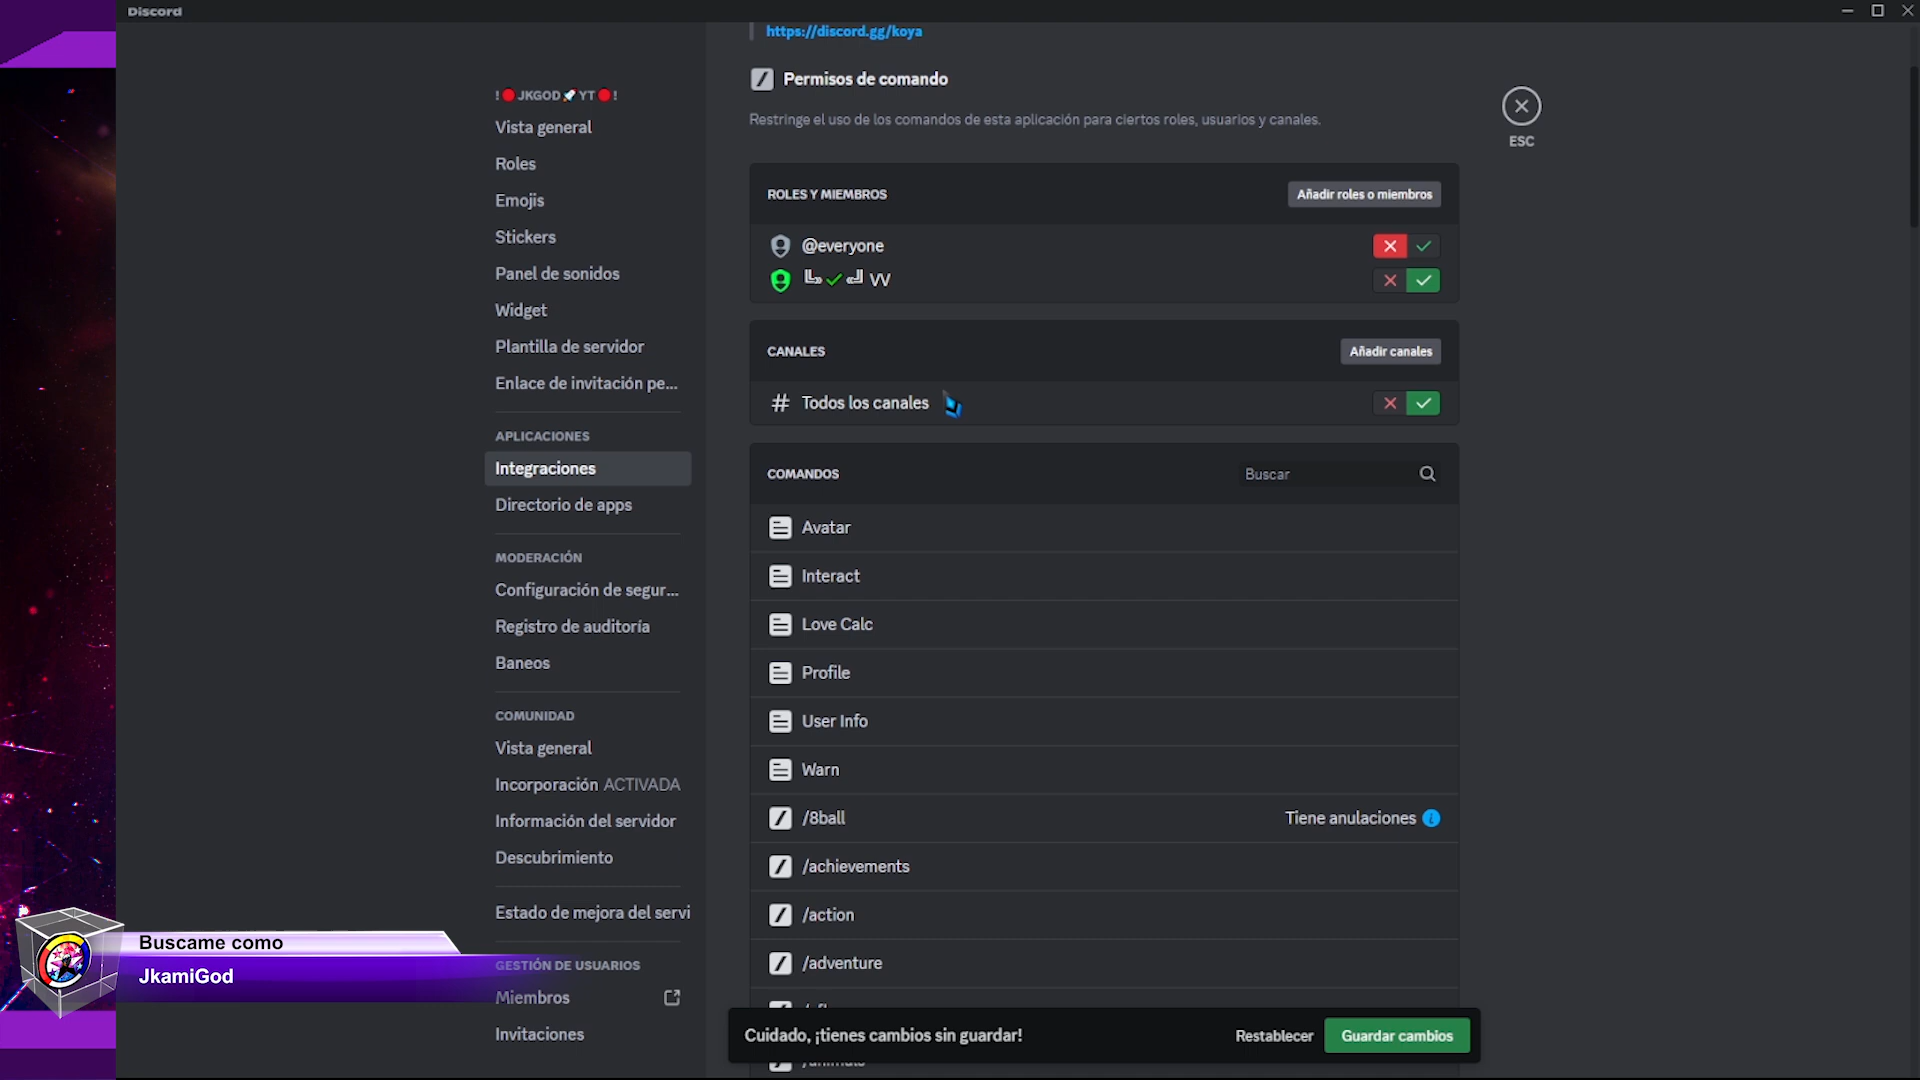 Discord
https://discord.gg/koya
Permisos de comando
Restringe el uso de los comandos de esta aplicación para ciertos roles, usuarios y canales.
ESC
! JKGOD YT !
Vista general
Roles
Emojis
Stickers
Panel de sonidos
Widget
Plantilla de servidor
Enlace de invitación pe...
APLICACIONES
Integraciones
Directorio de apps
MODERACIÓN
Configuración de segur...
Registro de auditoría
Baneos
COMUNIDAD
Vista general
Incorporación ACTIVADA
Información del servidor
Descubrimiento
Estado de mejora del servi
GESTIÓN DE USUARIOS
Miembros
Invitaciones
ROLES Y MIEMBROS
Añadir roles o miembros
@everyone
CANALES
Añadir canales
# Todos los canales
COMANDOS
Buscar
Avatar
Interact
Love Calc
Profile
User Info
Warn
/8ball
Tiene anulaciones
/achievements
/action
/adventure
Cuidado, ¡tienes cambios sin guardar!
Restablecer
Guardar cambios
Buscame como
JkamiGod